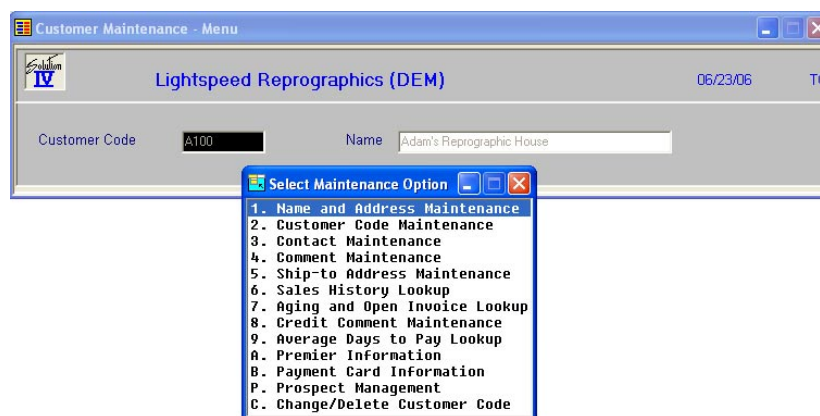 Customer Maintenance - Menu
Solution
IV
Lightspeed Reprographics (DEM)
06/23/06
Customer Code
A100
Name
Adam's Reprographic House
Select Maintenance Option
1. Name and Address Maintenance
2. Customer Code Maintenance
3. Contact Maintenance
4. Comment Maintenance
5. Ship-to Address Maintenance
6. Sales History Lookup
7. Aging and Open Invoice Lookup
8. Credit Comment Maintenance
9. Average Days to Pay Lookup
A. Premier Information
B. Payment Card Information
P. Prospect Management
C. Change/Delete Customer Code